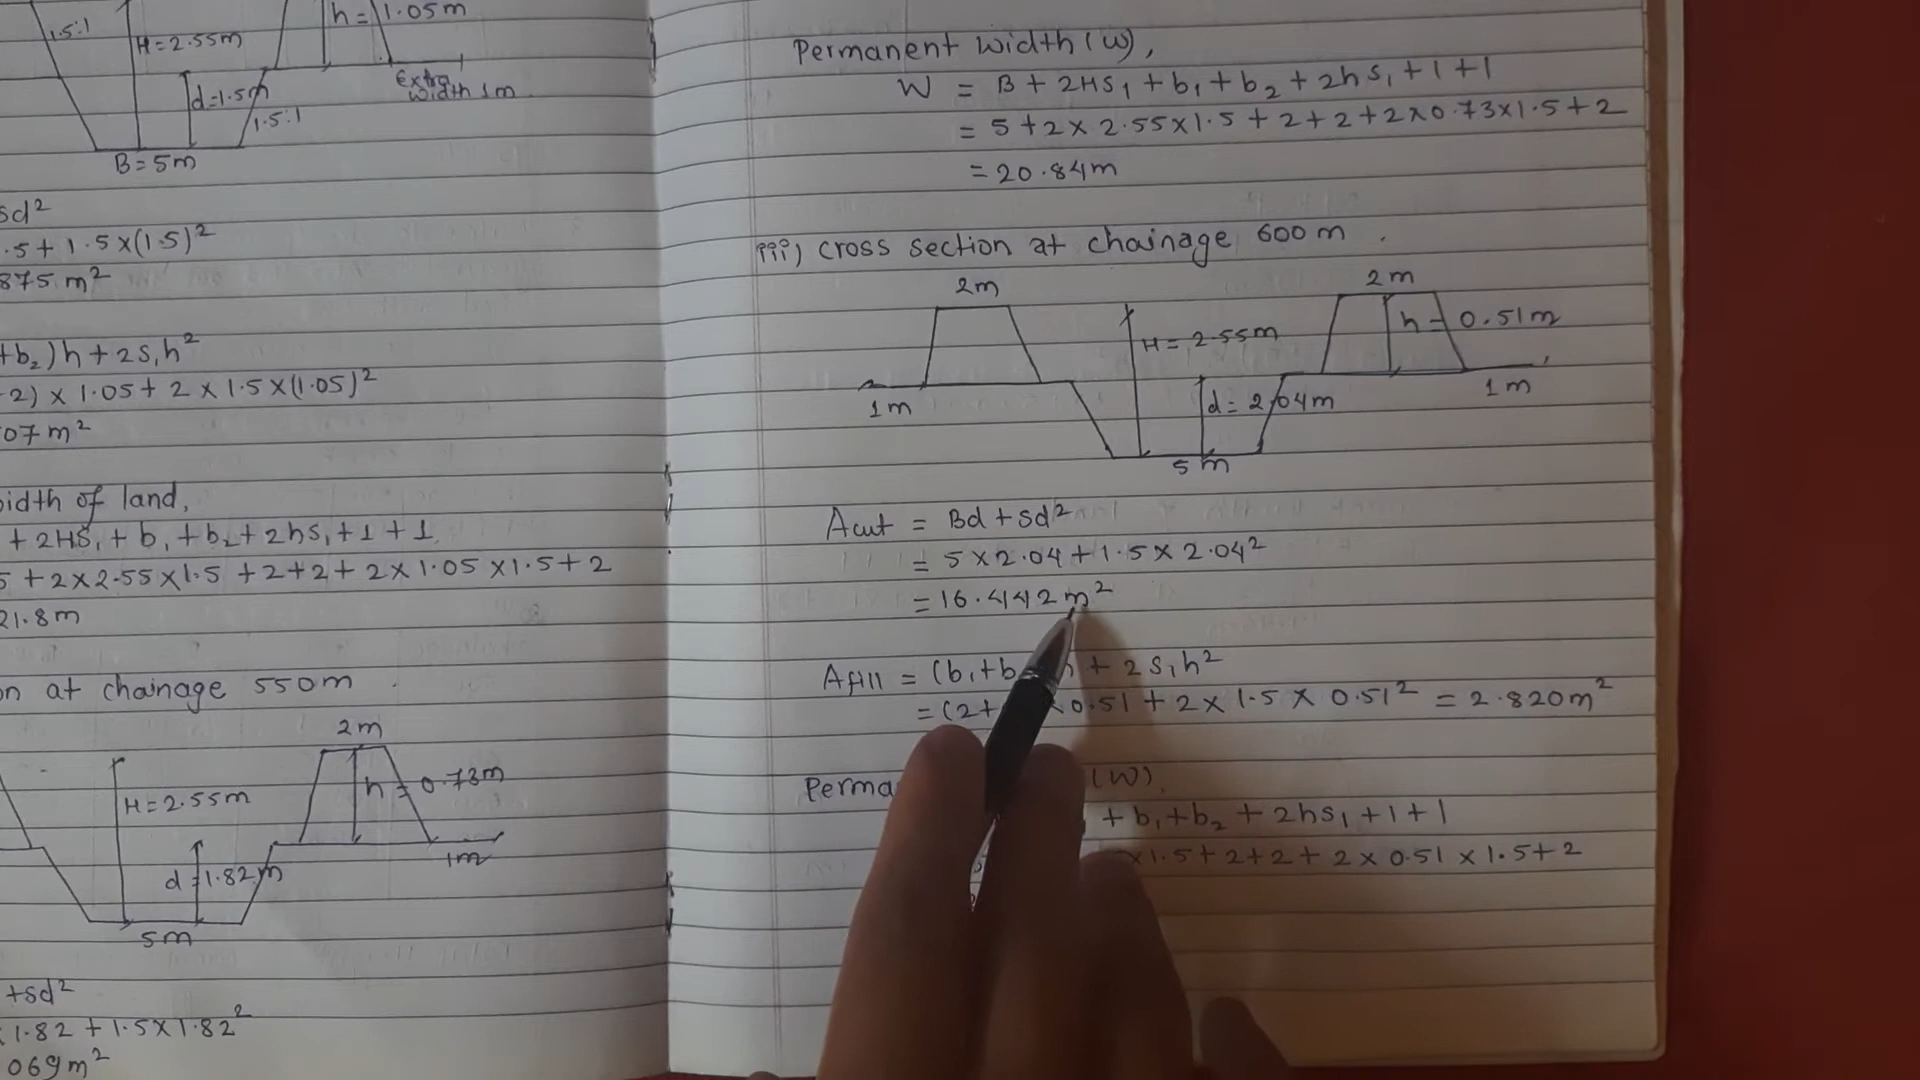 1.5:1
H = 2.55m
h = 1.05m
d=1.5m
Extra
width 1m
1.5:1
B = 5m
sd²
.5 + 1.5×(1.5)²
875 m²
+b₂)h + 2s₁h²
2) × 1.05 + 2 × 1.5×(1.05)²
07 m²
width of land,
+ 2HS₁ + b₁ + b₂ + 2hs₁ + 1 + 1
5 + 2×2.55×1.5 + 2+2+ 2×1.05×1.5+2
21.8m
n at chainage 550m
2m
H = 2.55m
h = 0.73m
d = 1.82m
1m
5m
+sd²
1.82 + 1.5×1.82²
069 m²
Permanent width (W),
W = B + 2HS₁ + b₁ + b₂ + 2hs₁ + 1 + 1
= 5 + 2 × 2.55×1.5 + 2 + 2 + 2×0.73×1.5 + 2
= 20.84m
iii) cross section at chainage 600 m
2m
2m
H = 2.55m
h = 0.51m
1m
d = 2.04m
1m
5m
Acut = Bd + sd²
= 5 × 2.04 + 1.5 × 2.04²
= 16.442 m²
Afill = (b₁+b h + 2s₁h²
= (2+ 0.51 + 2 × 1.5 × 0.51² = 2.820m²
Perma (W),
+ b₁+b₂ + 2hs₁ +1+1
×1.5+2+2+ 2 × 0.51 × 1.5+2